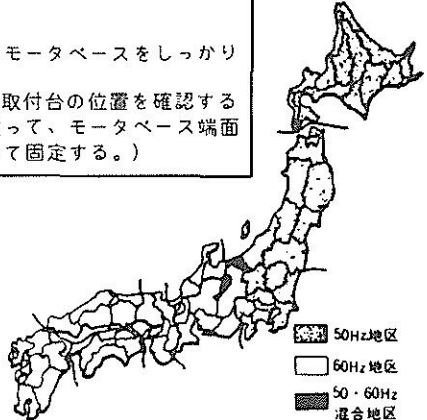 モータベースをしっかり
取付台の位置を確認する
って、モータベース端面
て固定する。)
50Hz地区
60Hz地区
50・60Hz
混合地区